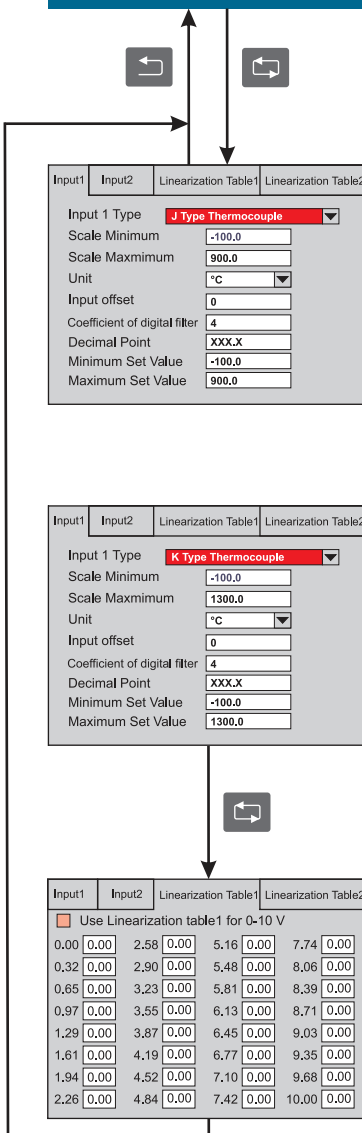 Input1 Input2 Linearization Table1 Linearization Table2
Input 1 Type J Type Thermocouple
Scale Minimum -100.0
Scale Maxmimum 900.0
Unit °C
Input offset 0
Coefficient of digital filter 4
Decimal Point XXX.X
Minimum Set Value -100.0
Maximum Set Value 900.0
Input1 Input2 Linearization Table1 Linearization Table2
Input 1 Type K Type Thermocouple
Scale Minimum -100.0
Scale Maxmimum 1300.0
Unit °C
Input offset 0
Coefficient of digital filter 4
Decimal Point XXX.X
Minimum Set Value -100.0
Maximum Set Value 1300.0
Input1 Input2 Linearization Table1 Linearization Table2
Use Linearization table1 for 0-10 V
0.00 0.00 2.58 0.00 5.16 0.00 7.74 0.00
0.32 0.00 2.90 0.00 5.48 0.00 8.06 0.00
0.65 0.00 3.23 0.00 5.81 0.00 8.39 0.00
0.97 0.00 3.55 0.00 6.13 0.00 8.71 0.00
1.29 0.00 3.87 0.00 6.45 0.00 9.03 0.00
1.61 0.00 4.19 0.00 6.77 0.00 9.35 0.00
1.94 0.00 4.52 0.00 7.10 0.00 9.68 0.00
2.26 0.00 4.84 0.00 7.42 0.00 10.00 0.00